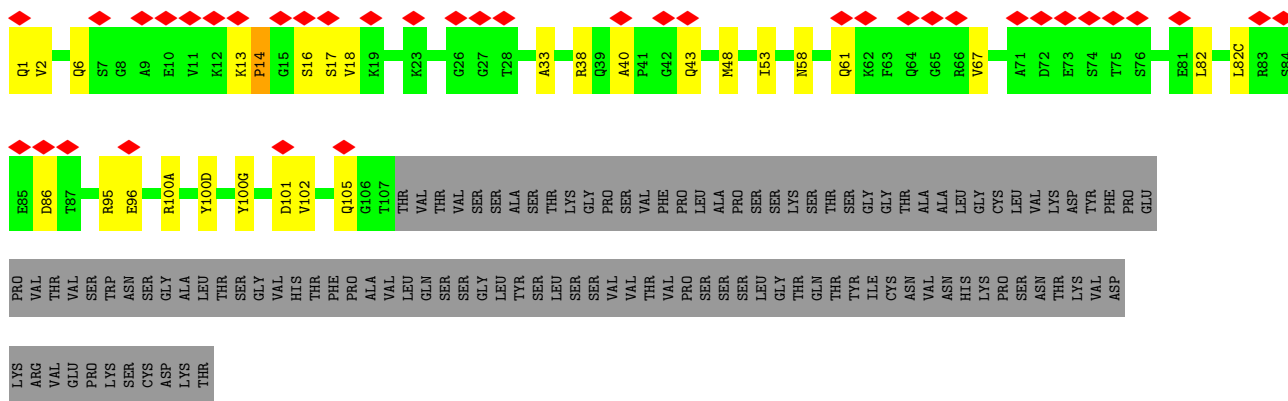 Q1 V2 Q6 S7 G8 A9 E10 V11 K12 K13 P14 G15 S16 S17 V18 K19 K23 G26 G27 T28 A33 R38 Q39 A40 P41 G42 Q43 M48 I53 N58 Q61 K62 F63 Q64 G65 R66 V67 A71 D72 E73 S74 T75 S76 E81 L82 L82C R83 S84
E85 D86 T87 R95 E96 R100A Y100D Y100G D101 V102 Q105 G106 T107 THR VAL THR VAL SER SER ALA SER THR LYS GLY PRO SER VAL PHE PRO LEU ALA PRO SER SER LYS SER THR SER GLY GLY THR ALA ALA LEU GLY CYS LEU VAL LYS ASP TYR PHE PRO GLU
PRO VAL THR VAL SER TRP ASN SER GLY ALA LEU THR SER GLY VAL HIS THR PHE PRO ALA VAL LEU GLN SER SER GLY LEU TYR SER LEU SER SER VAL VAL THR VAL PRO SER SER SER LEU GLY THR GLN THR TYR ILE CYS ASN VAL ASN HIS LYS PRO SER ASN THR LYS VAL ASP
LYS ARG VAL GLU PRO LYS SER CYS ASP LYS THR